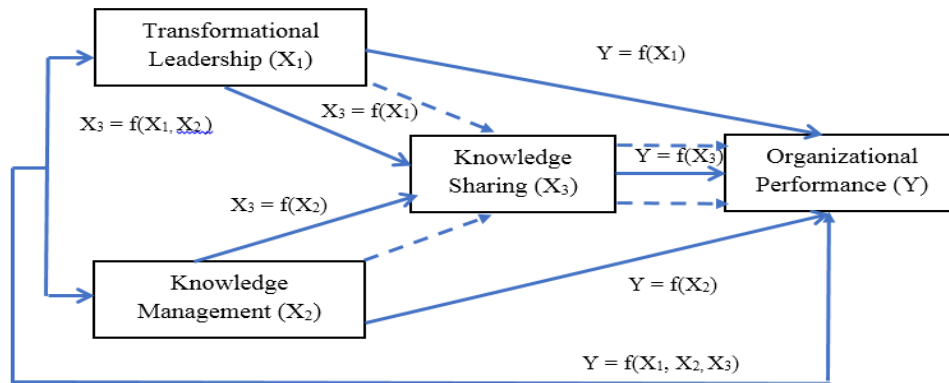 Transformational
Leadership (X₁)
Y = f(X₁)
X₃ = f(X₁)
X₃ = f(X₁, X₂)
Knowledge
Sharing (X₃)
Y = f(X₃)
Organizational
Performance (Y)
X₃ = f(X₂)
Knowledge
Management (X₂)
Y = f(X₂)
Y = f(X₁, X₂, X₃)